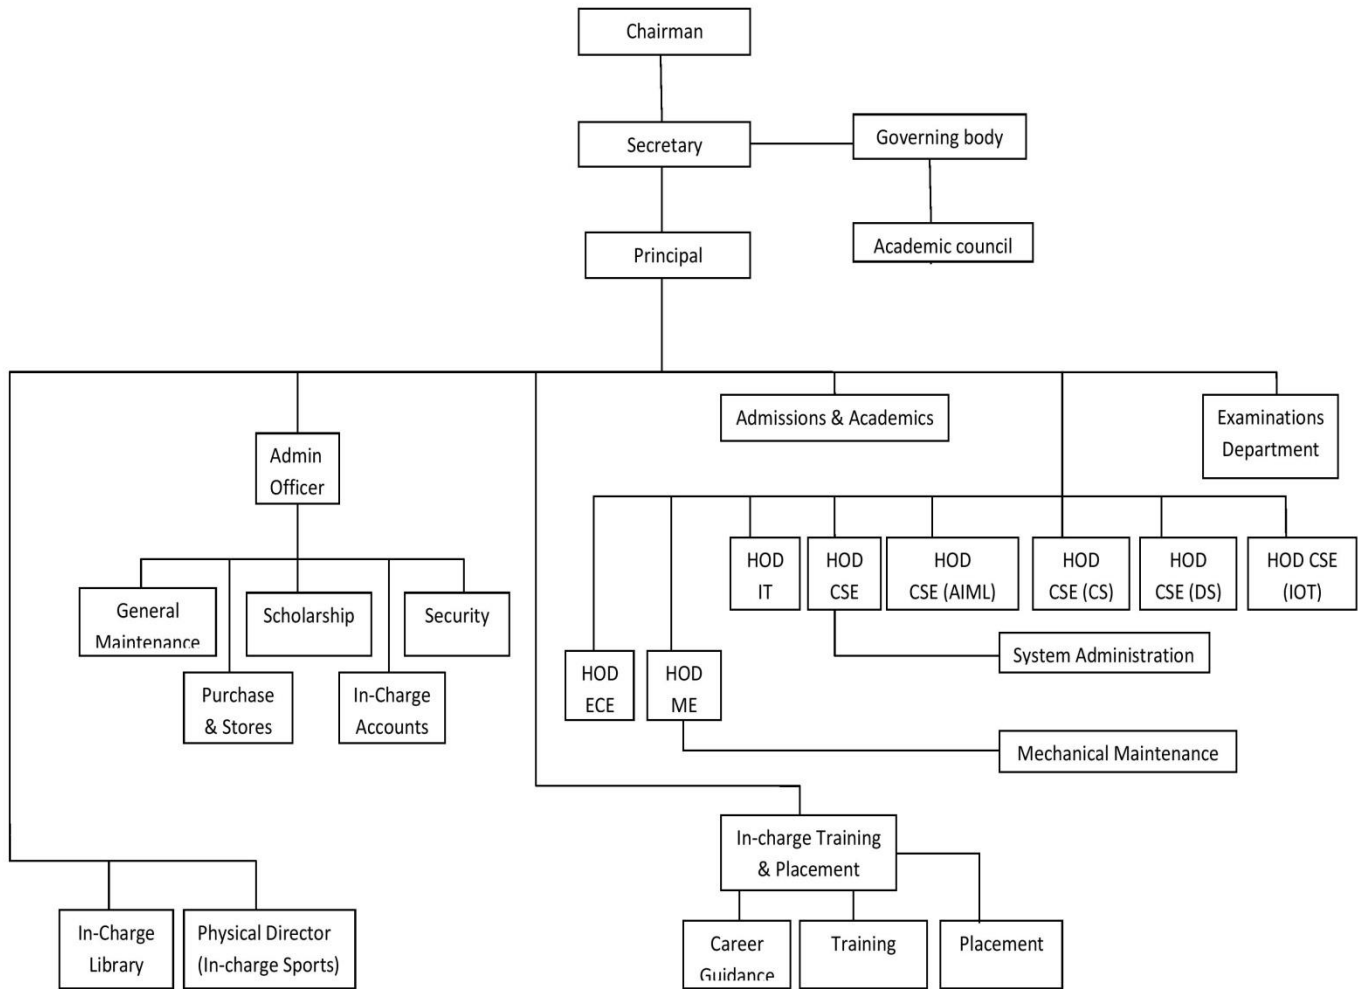 Chairman
Secretary
Governing body
Principal
Academic council
Admissions & Academics
Examinations
Department
Admin
Officer
HOD
IT
HOD
CSE
HOD
CSE (AIML)
HOD
CSE (CS)
HOD
CSE (DS)
HOD CSE
(IOT)
General
Maintenance
Scholarship
Security
System Administration
HOD
ECE
HOD
ME
Purchase
& Stores
In-Charge
Accounts
Mechanical Maintenance
In-charge Training
& Placement
In-Charge
Library
Physical Director
(In-charge Sports)
Career
Guidance
Training
Placement